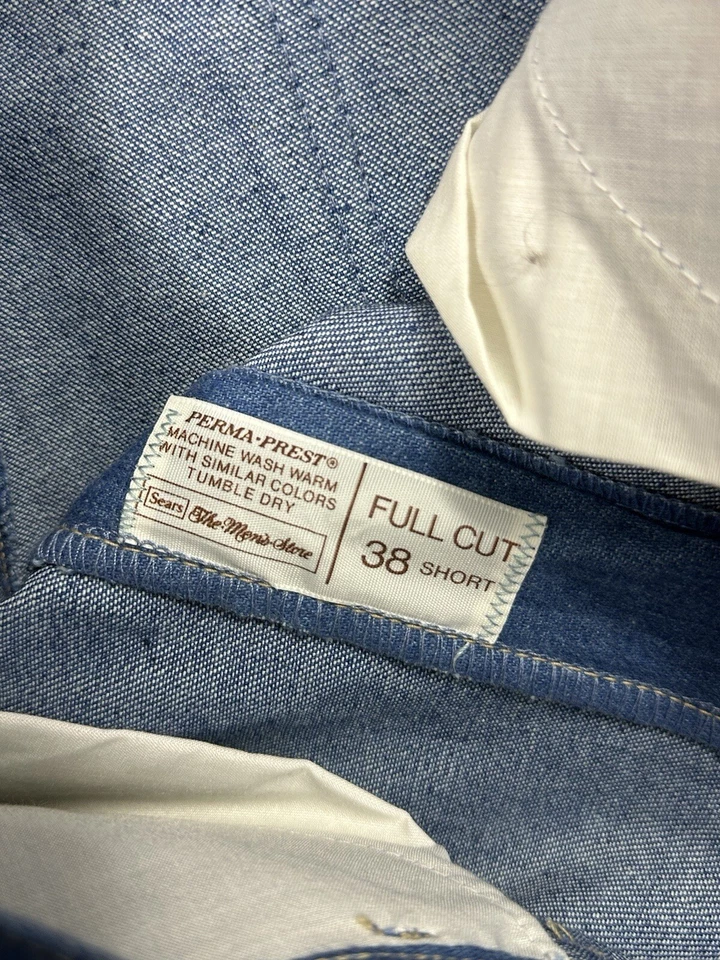 PERMA·PREST®
MACHINE WASH WARM
WITH SIMILAR COLORS
TUMBLE DRY
Sears The Men's Store
FULL CUT
38 SHORT